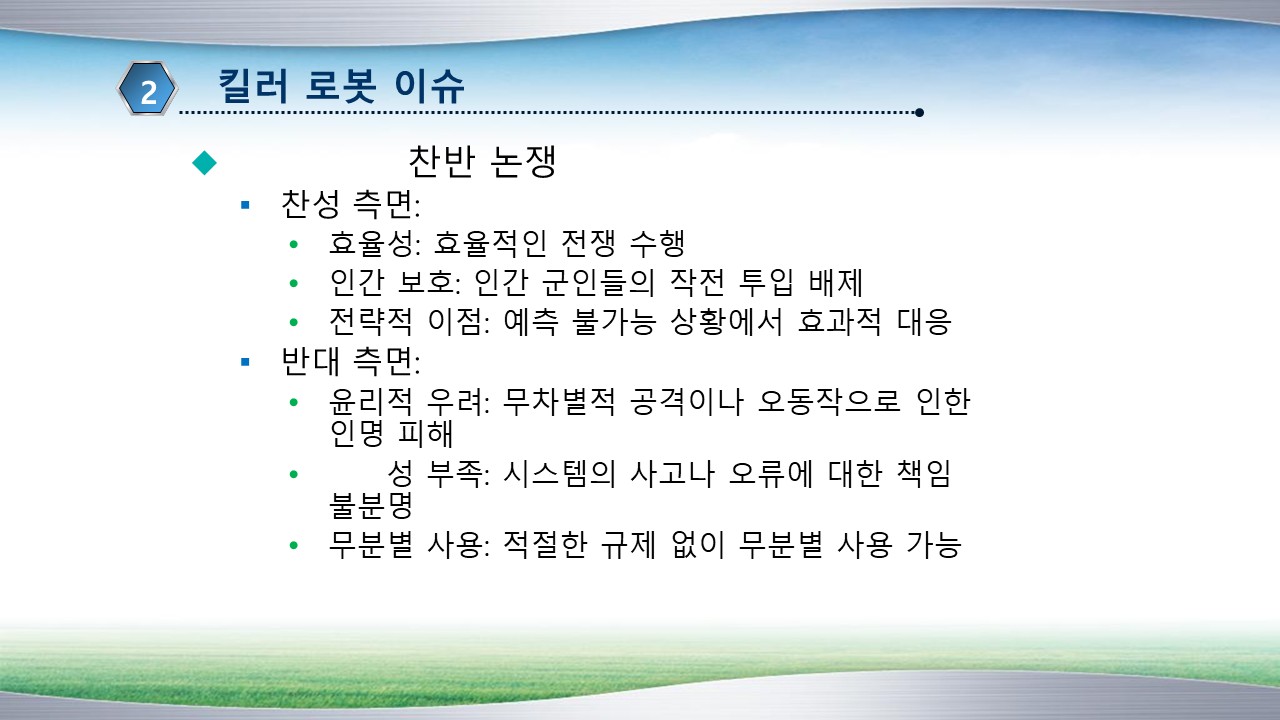 2
킬러 로봇 이슈
찬반 논쟁
찬성 측면:
효율성: 효율적인 전쟁 수행
인간 보호: 인간 군인들의 작전 투입 배제
전략적 이점: 예측 불가능 상황에서 효과적 대응
반대 측면:
윤리적 우려: 무차별적 공격이나 오동작으로 인한
인명 피해
성 부족: 시스템의 사고나 오류에 대한 책임
불분명
무분별 사용: 적절한 규제 없이 무분별 사용 가능